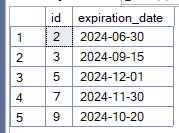 id expiration_date
1 2 2024-06-30
2 3 2024-09-15
3 5 2024-12-01
4 7 2024-11-30
5 9 2024-10-20